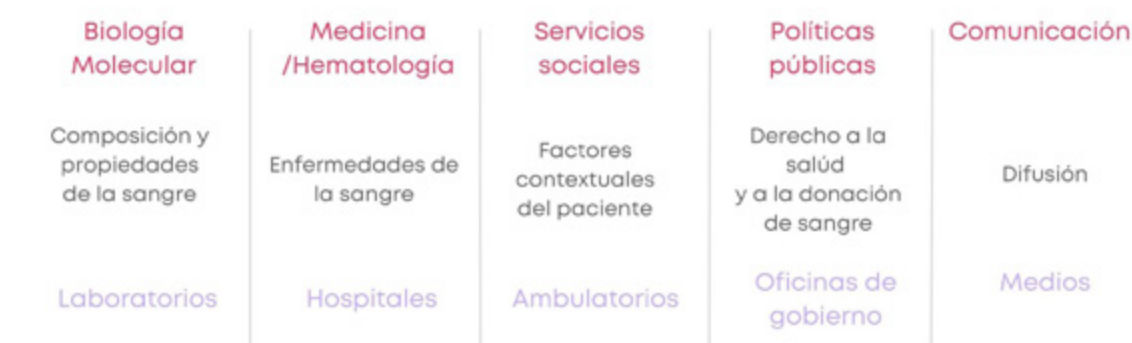 Biología
Molecular
Composición y
propiedades
de la sangre
Laboratorios
Medicina
/Hematología
Enfermedades de
la sangre
Hospitales
Servicios
sociales
Factores
contextuales
del paciente
Ambulatorios
Políticas
públicas
Derecho a la
salúd
y a la donación
de sangre
Oficinas de
gobierno
Comunicación
Difusión
Medios